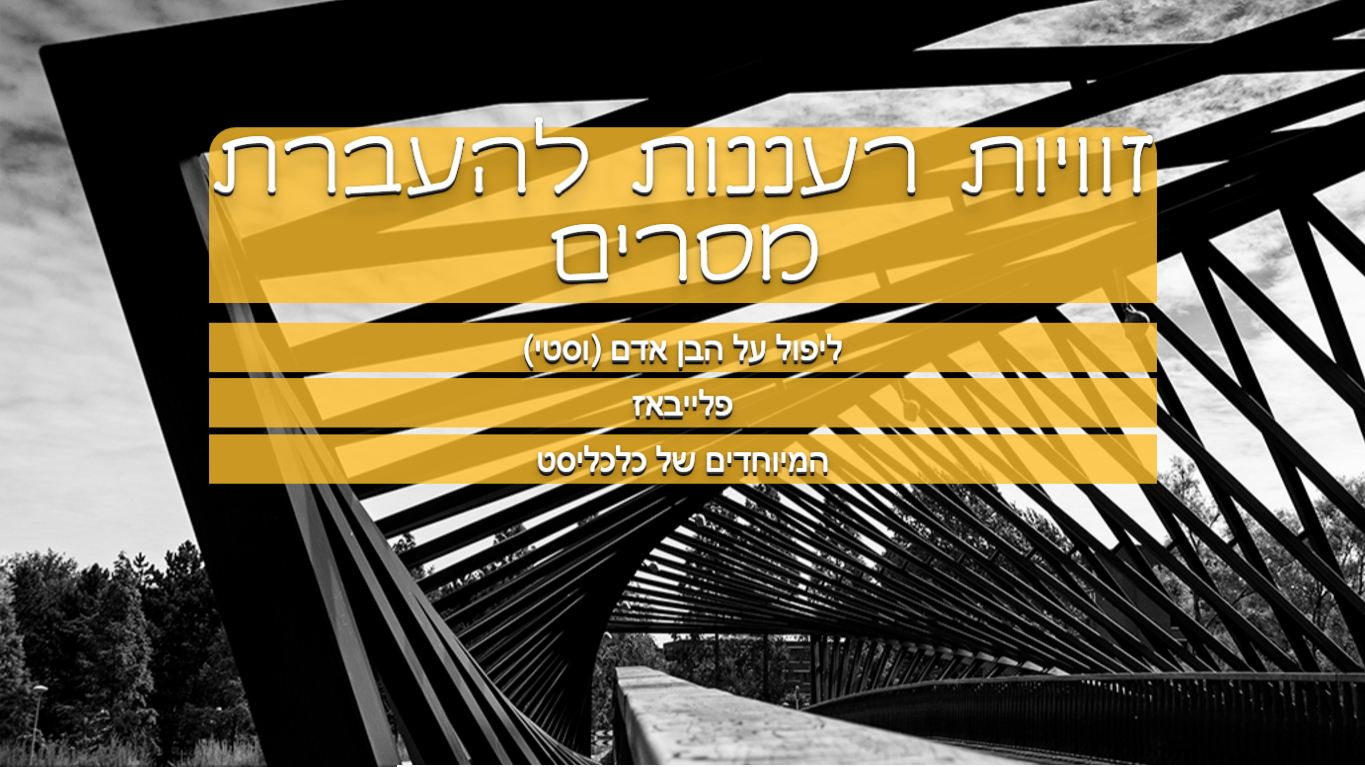 זוויות רעננות להעברת
מסרים
ליפול על הבן אדם (וסטי)
פלייבאז
המיוחדים של כלכליסט